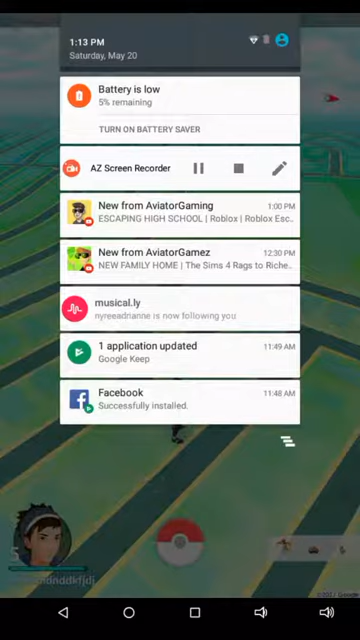 1:13 PM
Saturday, May 20
Battery is low
5% remaining
TURN ON BATTERY SAVER
AZ Screen Recorder
New from AviatorGaming 1:00 PM
ESCAPING HIGH SCHOOL | Roblox | Roblox Esc..
New from AviatorGamez 12:30 PM
NEW FAMILY HOME | The Sims 4 Rags to Riche..
musical.ly
nyreeadrianne is now following you
1 application updated 11:49 AM
Google Keep
Facebook 11:48 AM
Successfully installed.